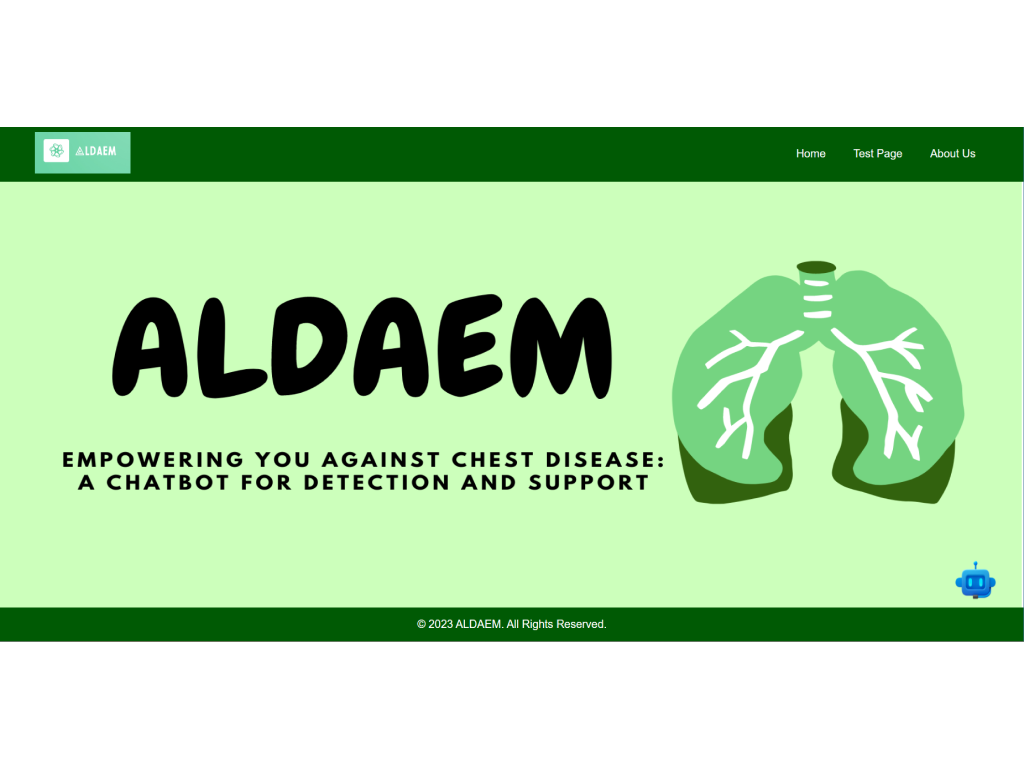 ALDAEM
Home Test Page About Us
ALDAEM
EMPOWERING YOU AGAINST CHEST DISEASE:
A CHATBOT FOR DETECTION AND SUPPORT
© 2023 ALDAEM. All Rights Reserved.